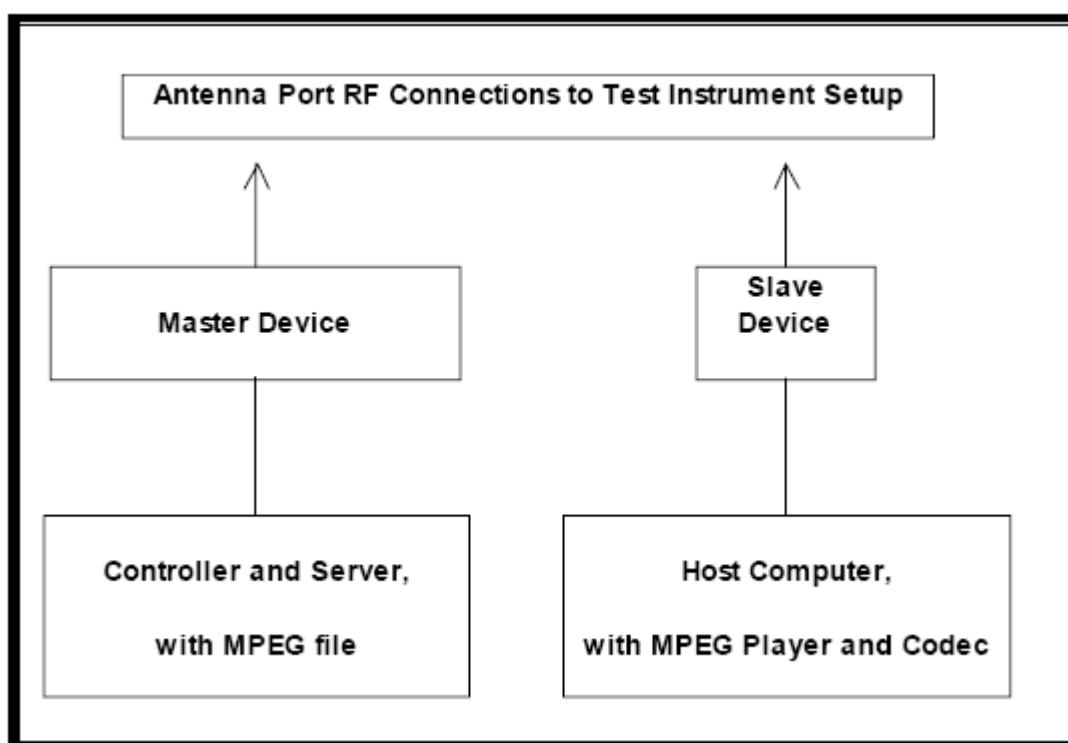 Antenna Port RF Connections to Test Instrument Setup
Master Device
Slave
Device
Controller and Server,
with MPEG file
Host Computer,
with MPEG Player and Codec